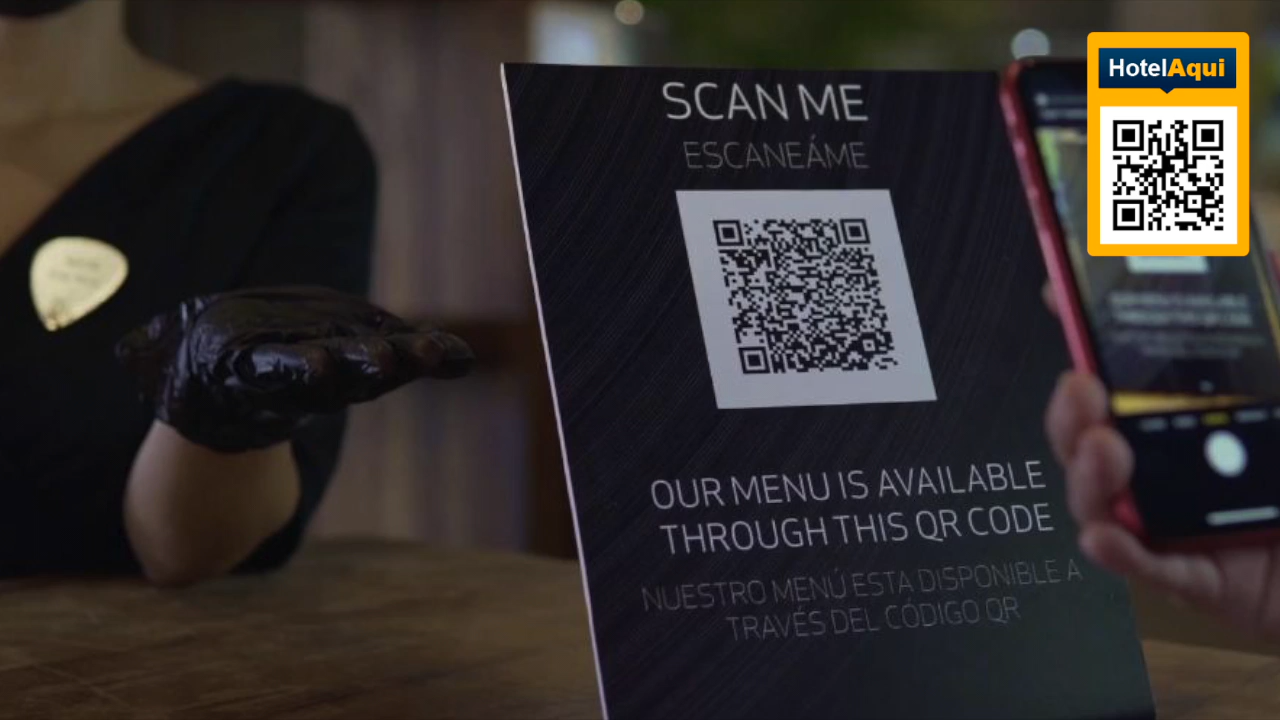 SCAN ME
ESCANEÁME
OUR MENU IS AVAILABLE
THROUGH THIS QR CODE
NUESTRO MENÚ ESTA DISPONIBLE A
TRAVÉS DEL CÓDIGO QR
HotelAqui